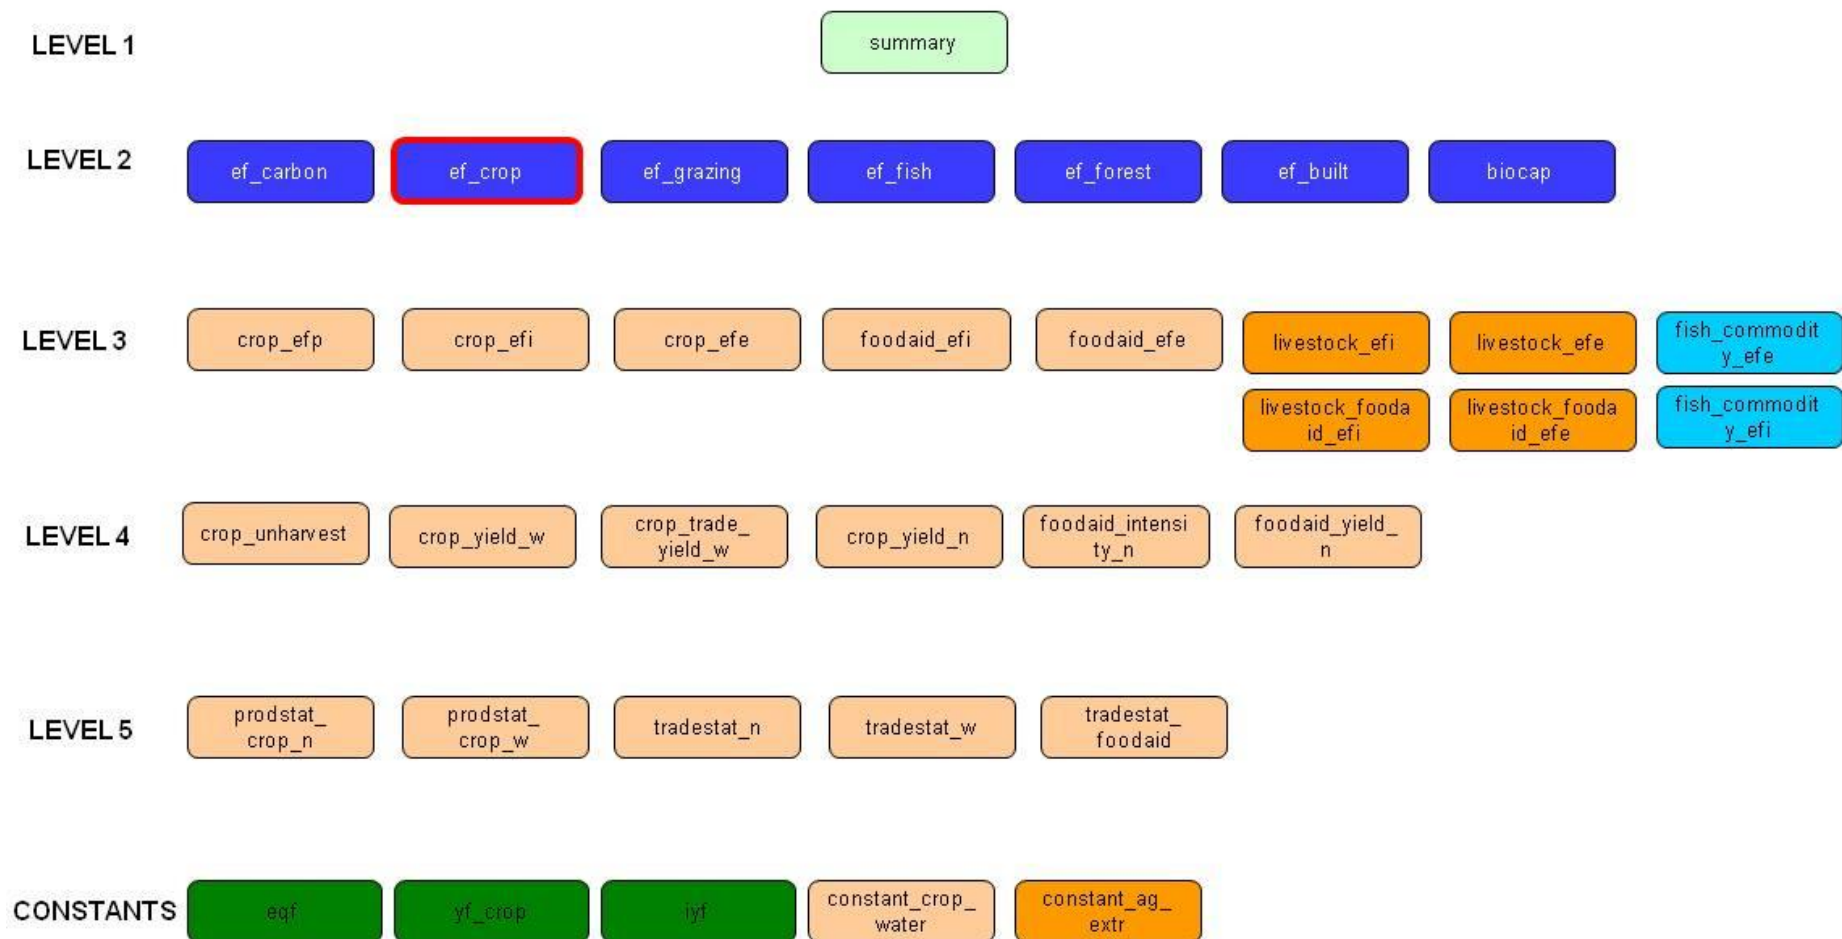 LEVEL 1
summary
LEVEL 2
ef_carbon
ef_crop
ef_grazing
ef_fish
ef_forest
ef_built
biocap
LEVEL 3
crop_efp
crop_efi
crop_efe
foodaid_efi
foodaid_efe
livestock_efi
livestock_efe
fish_commodit
y_efe
livestock_fooda
id_efi
livestock_fooda
id_efe
fish_commodit
y_efi
LEVEL 4
crop_unharvest
crop_yield_w
crop_trade_
yield_w
crop_yield_n
foodaid_intensi
ty_n
foodaid_yield_
n
LEVEL 5
prodstat_
crop_n
prodstat_
crop_w
tradestat_n
tradestat_w
tradestat_
foodaid
CONSTANTS
eqf
yf_crop
iyf
constant_crop_
water
constant_ag_
extr